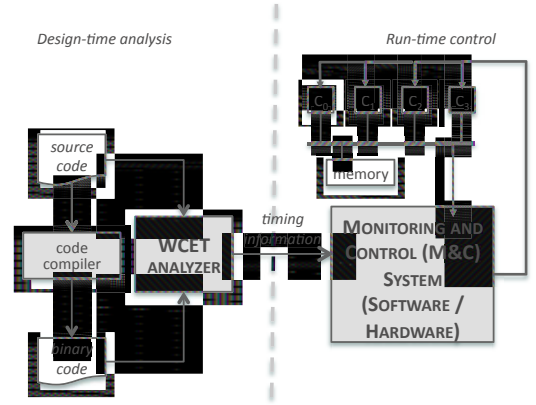 Design-time analysis
Run-time control
C0 C1 C2 C3
memory
source
code
code
compiler
WCET
ANALYZER
timing
information
MONITORING AND
CONTROL (M&C)
SYSTEM
(SOFTWARE /
HARDWARE)
binary
code